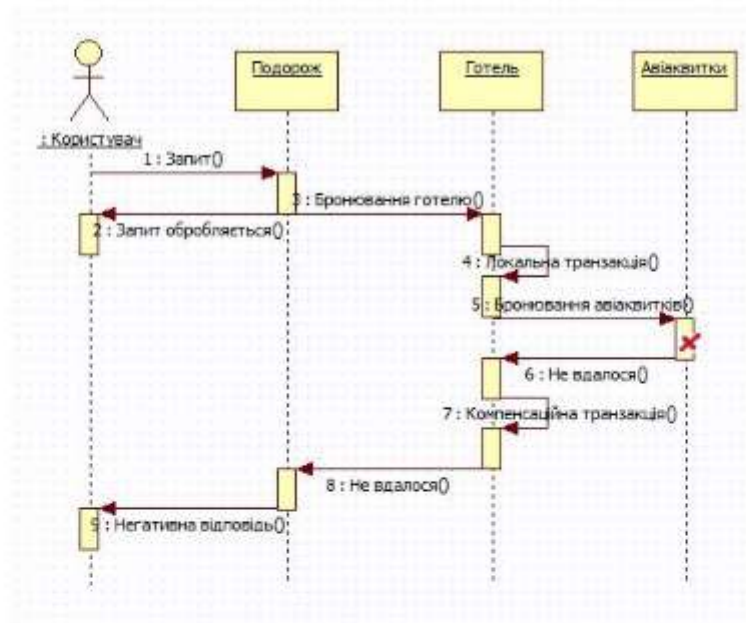 Подорож
Готель
Авіаквитки
: Користувач
1 : Запит()
3 : Бронювання готелю()
2 : Запит обробляється()
4 : Локальна транзакція()
5 : Бронювання авіаквитків()
6 : Не вдалося()
7 : Компенсаційна транзакція()
8 : Не вдалося()
9 : Негативна відповідь()